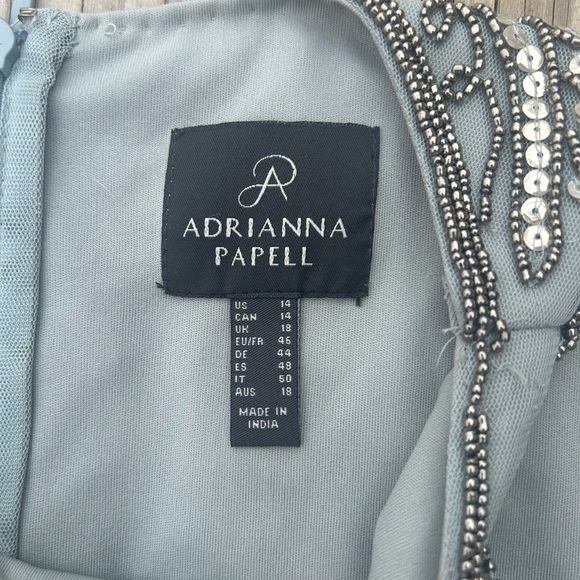 ADRIANNA
PAPELL
US 14
CAN 14
UK 18
EU/FR 46
DE 44
ES 48
IT 50
AUS 18
MADE IN
INDIA